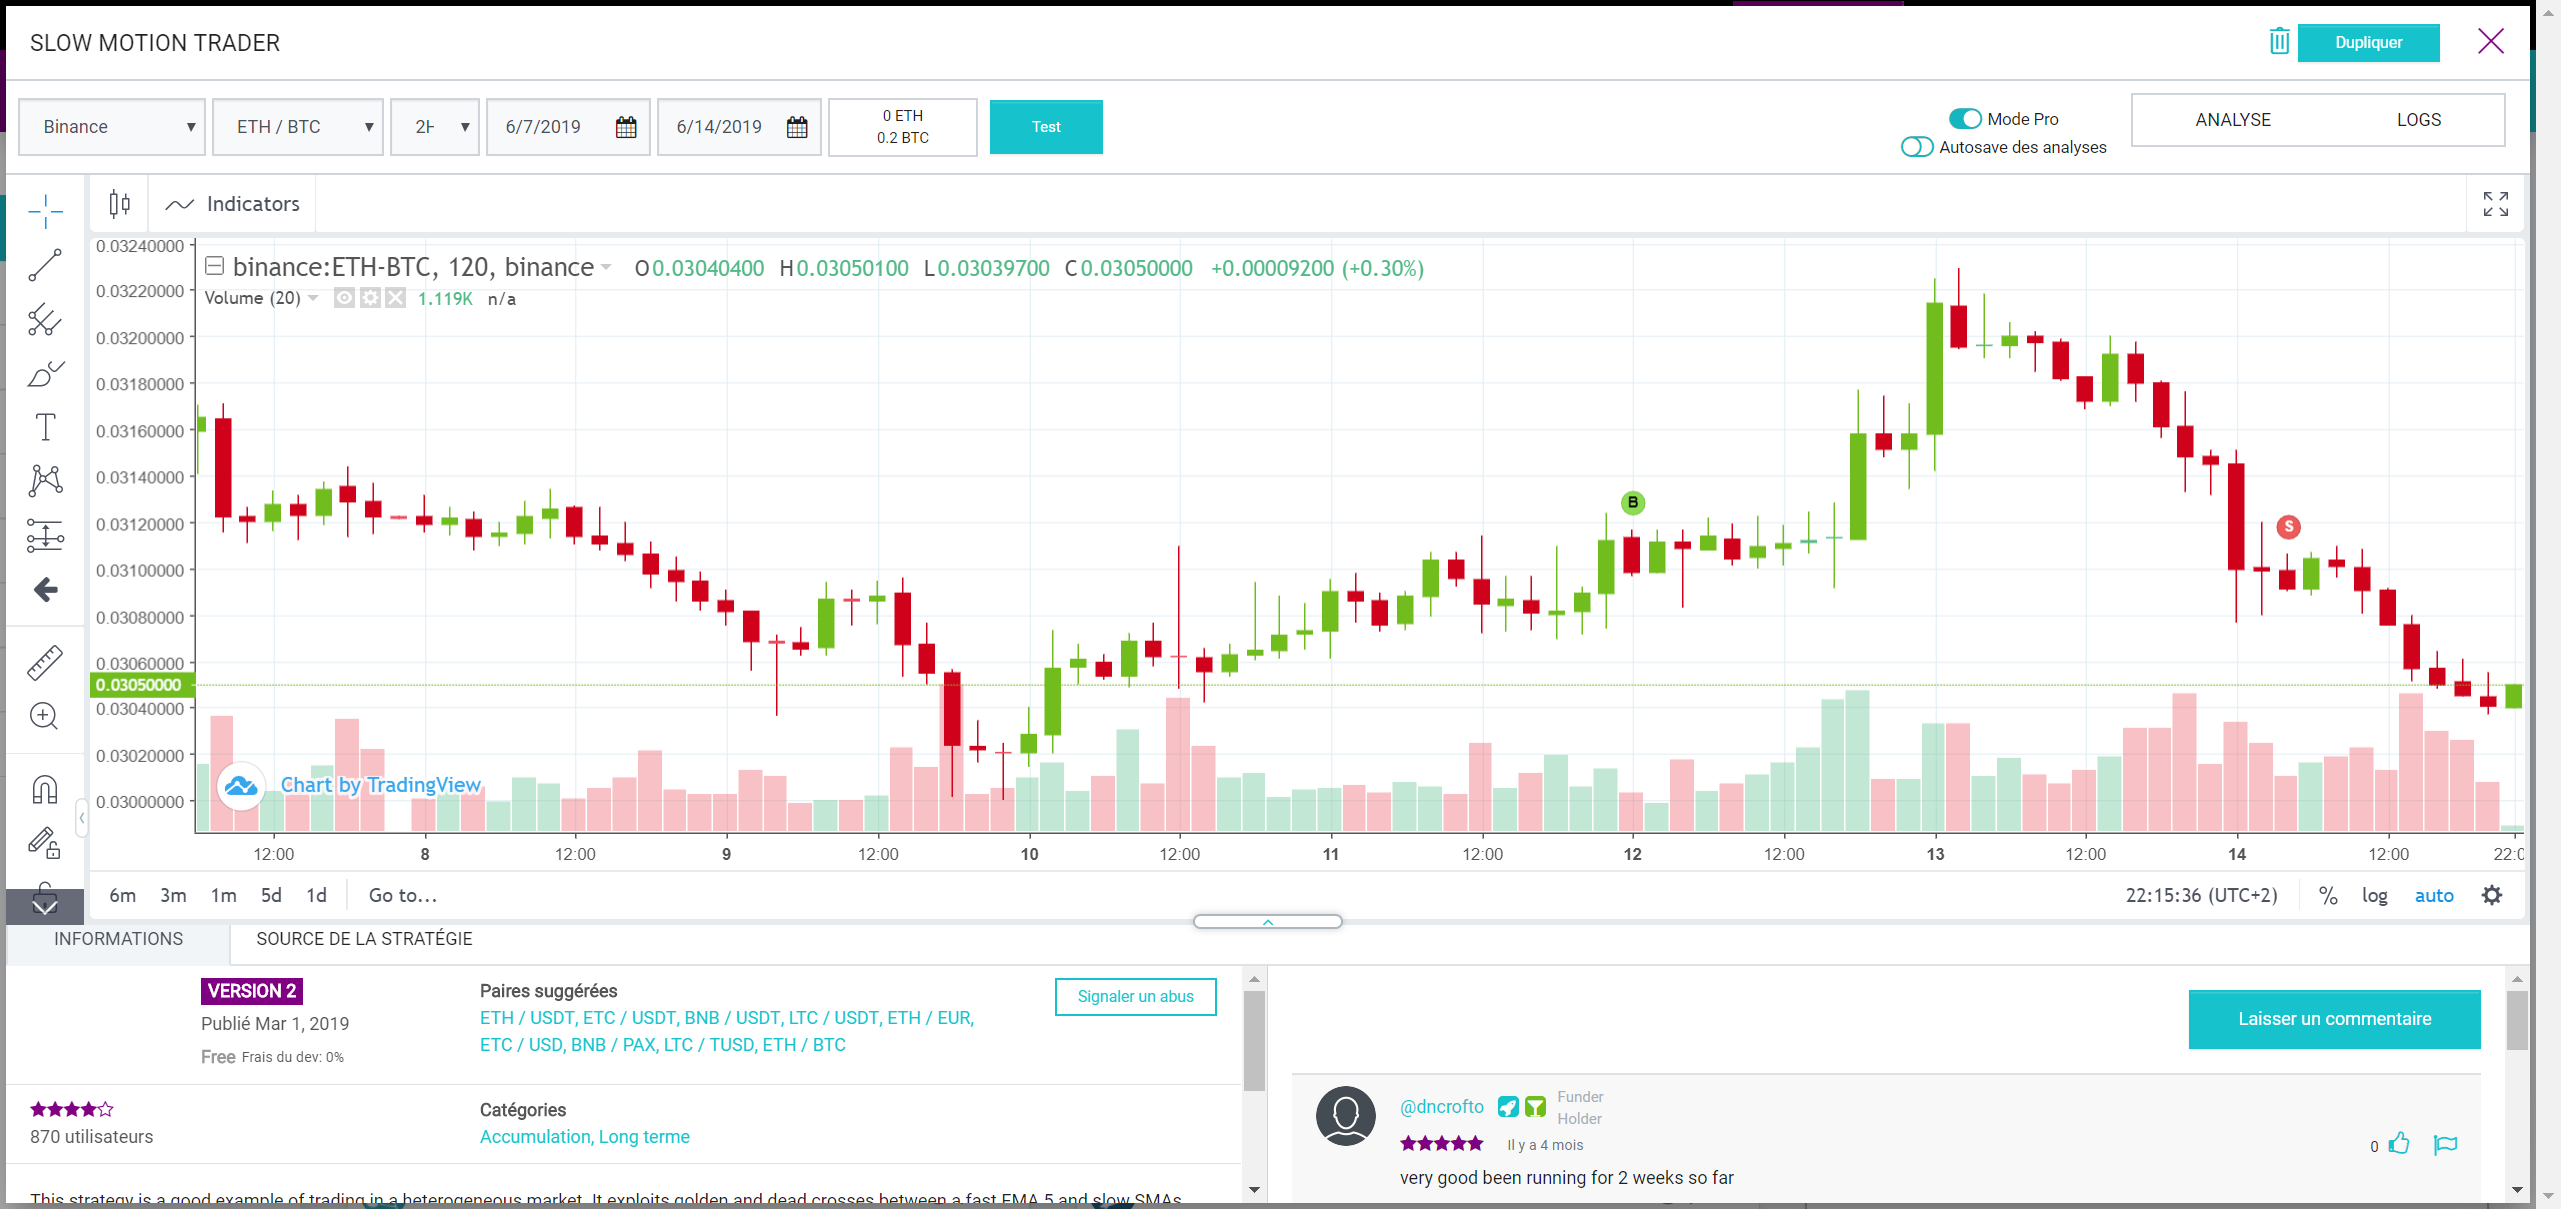 SLOW MOTION TRADER
Dupliquer
Binance
ETH / BTC
2H
6/7/2019
6/14/2019
0 ETH
0.2 BTC
Test
Mode Pro
Autosave des analyses
ANALYSE
LOGS
Indicators
binance:ETH-BTC, 120, binance O0.03040400 H0.03050100 L0.03039700 C0.03050000 +0.00009200 (+0.30%)
Volume (20) 1.119K n/a
0.03240000
0.03220000
0.03200000
0.03180000
0.03160000
0.03140000
0.03120000
0.03100000
0.03080000
0.03060000
0.03050000
0.03040000
0.03020000
0.03000000
B
S
Chart by TradingView
12:00 8 12:00 9 12:00 10 12:00 11 12:00 12 12:00 13 12:00 14 12:00 22:0
6m 3m 1m 5d 1d Go to...
22:15:36 (UTC+2) % log auto
INFORMATIONS
SOURCE DE LA STRATÉGIE
VERSION 2
Publié Mar 1, 2019
Free Frais du dev: 0%
Paires suggérées
ETH / USDT, ETC / USDT, BNB / USDT, LTC / USDT, ETH / EUR,
ETC / USD, BNB / PAX, LTC / TUSD, ETH / BTC
Signaler un abus
870 utilisateurs
Catégories
Accumulation, Long terme
This strategy is a good example of trading in a heterogeneous market. It exploits golden and dead crosses between a fast EMA 5 and slow SMAs
Laisser un commentaire
@dncrofto
Funder
Holder
Il y a 4 mois
0
very good been running for 2 weeks so far